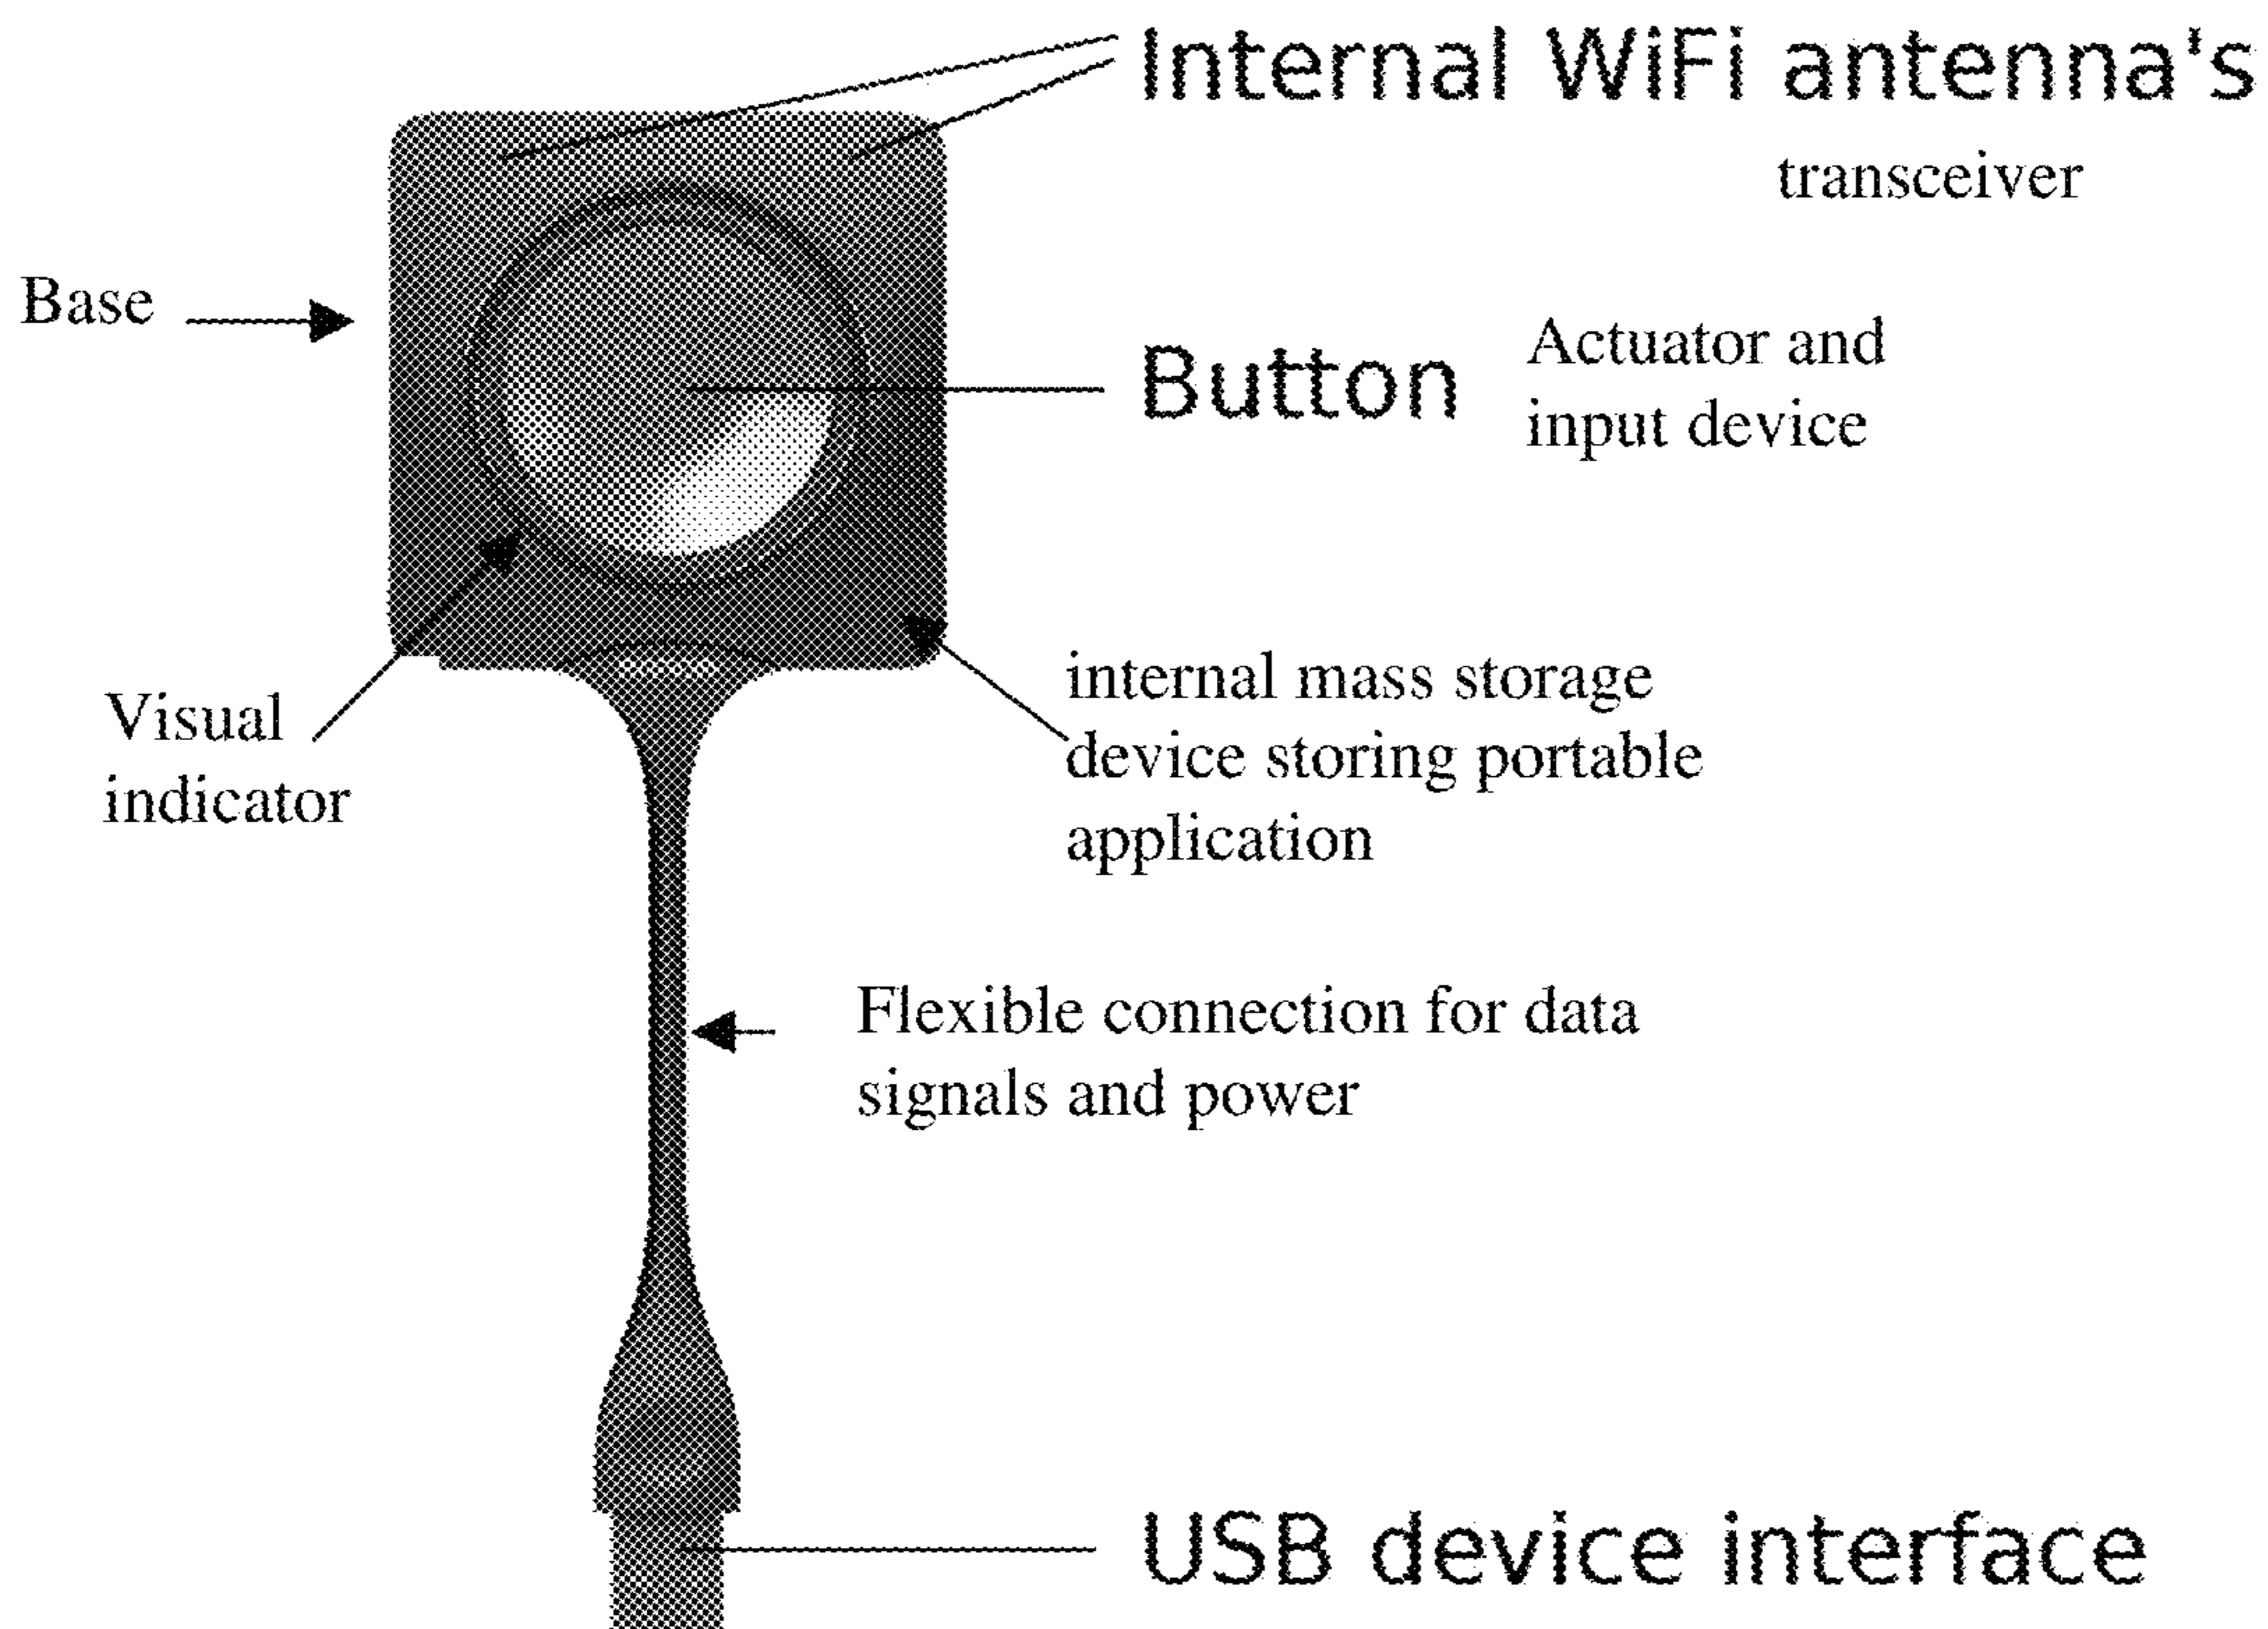 Internal WiFi antenna's
transceiver
Base
Button
Actuator and
input device
Visual
indicator
internal mass storage
device storing portable
application
Flexible connection for data
signals and power
USB device interface